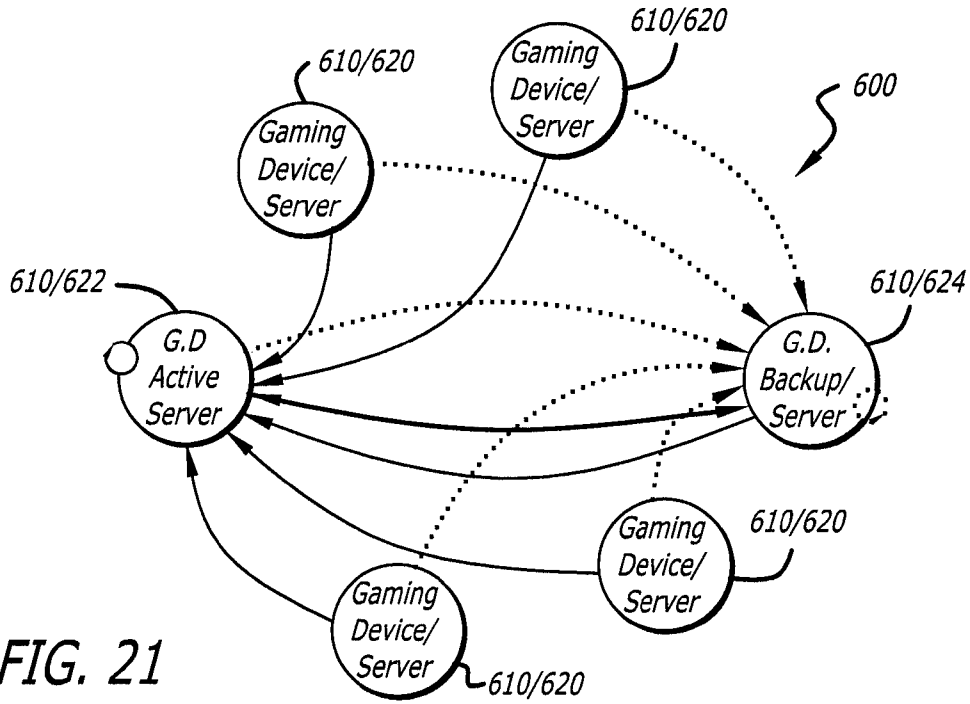 610/620
Gaming
Device/
Server
610/620
Gaming
Device/
Server
600
610/622
G.D
Active
Server
610/624
G.D.
Backup/
Server
Gaming
Device/
Server
610/620
Gaming
Device/
Server
610/620
FIG. 21